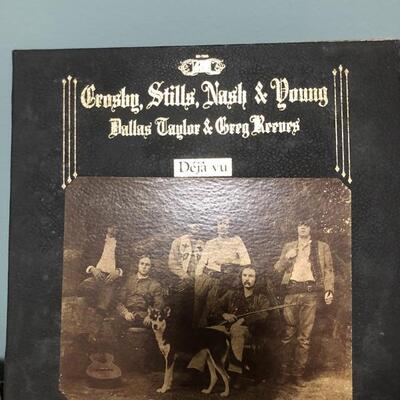 Crosby, Stills, Nash & Young
Dallas Taylor & Greg Reeves
Déjà vu